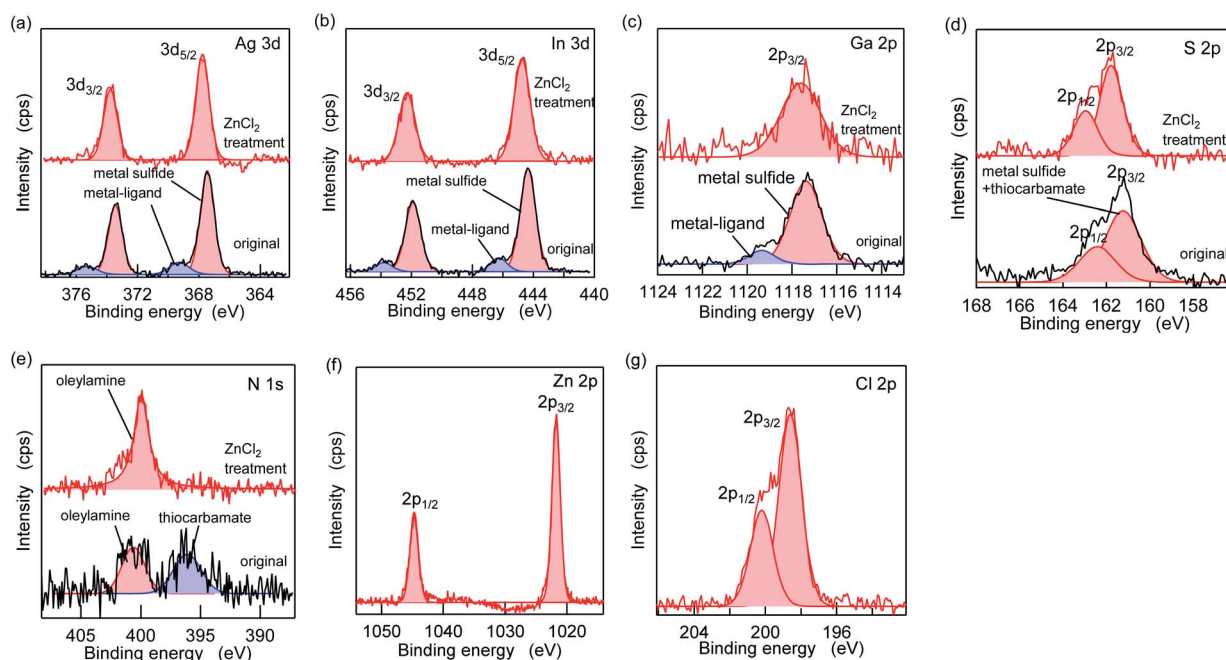 (a)
Ag 3d
3d5/2
3d3/2
ZnCl2
treatment
metal sulfide
metal-ligand
original
376 372 368 364
Binding energy (eV)
Intensity (cps)
(b)
In 3d
3d5/2
3d3/2
ZnCl2
treatment
metal sulfide
metal-ligand
original
456 452 448 444 440
Binding energy (eV)
Intensity (cps)
(c)
Ga 2p
2p3/2
ZnCl2
treatment
metal sulfide
metal-ligand
original
1124 1122 1120 1118 1116 1114
Binding energy (eV)
Intensity (cps)
(d)
S 2p
2p3/2
2p1/2
ZnCl2
treatment
metal sulfide
+thiocarbamate
2p3/2
2p1/2
original
168 166 164 162 160 158
Binding energy (eV)
Intensity (cps)
(e)
N 1s
oleylamine
ZnCl2
treatment
oleylamine thiocarbamate
original
405 400 395 390
Binding energy (eV)
Intensity (cps)
(f)
Zn 2p
2p3/2
2p1/2
1050 1040 1030 1020
Binding energy (eV)
Intensity (cps)
(g)
Cl 2p
2p3/2
2p1/2
204 200 196
Binding energy (eV)
Intensity (cps)